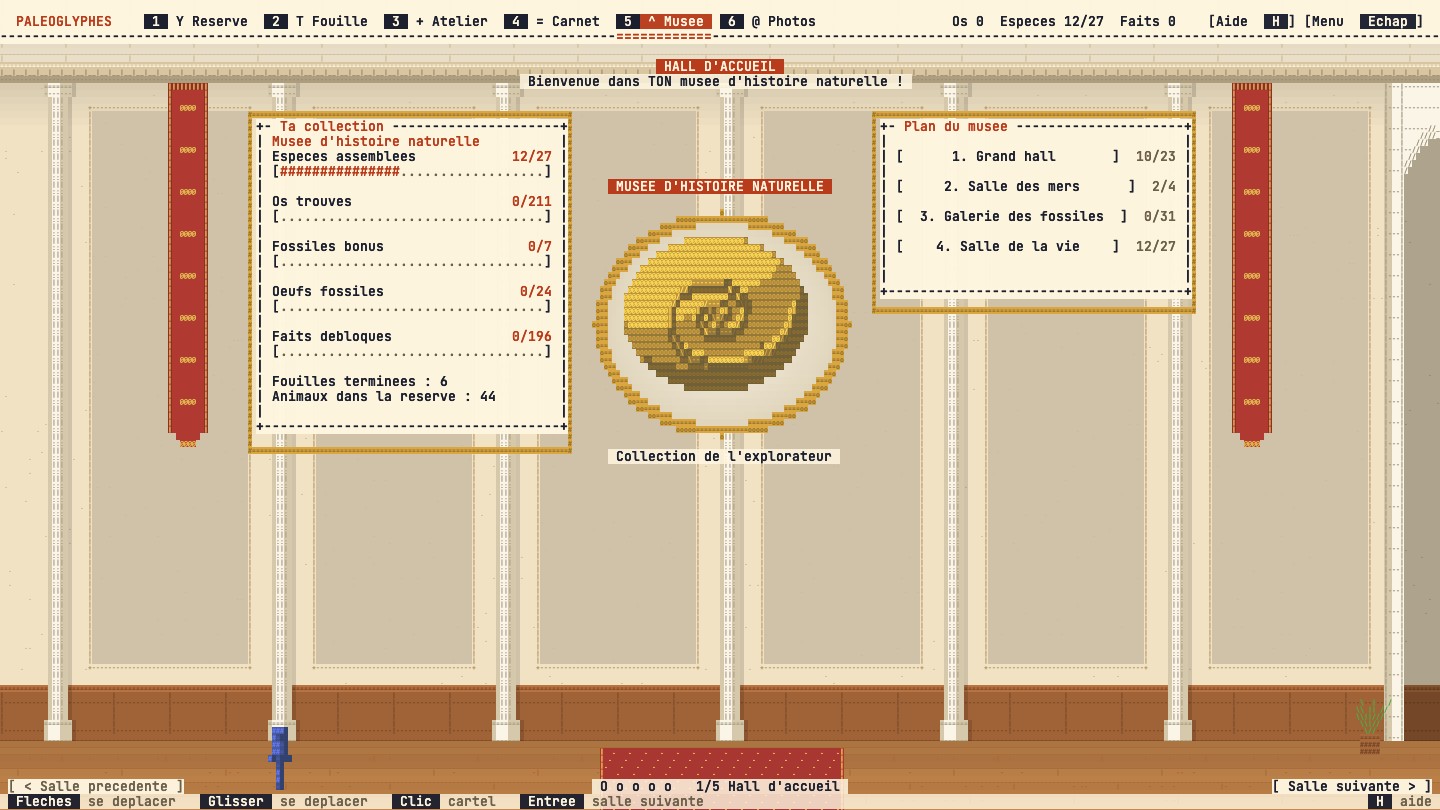 PALEOGLYPHES 1 Y Reserve 2 T Fouille 3 + Atelier 4 = Carnet 5 ^ Musee 6 @ Photos Os 0 Especes 12/27 Faits 0 [Aide H ] [Menu Echap ]
HALL D'ACCUEIL
Bienvenue dans TON musee d'histoire naturelle !
Ta collection
Musee d'histoire naturelle
Especes assemblees 12/27
[###############..................]
Os trouves 0/211
[.................................]
Fossiles bonus 0/7
[.................................]
Oeufs fossiles 0/24
[.................................]
Faits debloques 0/196
[.................................]
Fouilles terminees : 6
Animaux dans la reserve : 44
MUSEE D'HISTOIRE NATURELLE
Collection de l'explorateur
Plan du musee
[ 1. Grand hall ] 10/23
[ 2. Salle des mers ] 2/4
[ 3. Galerie des fossiles ] 0/31
[ 4. Salle de la vie ] 12/27
[ < Salle precedente ] O o o o o 1/5 Hall d'accueil [ Salle suivante > ]
Fleches se deplacer Glisser se deplacer Clic cartel Entree salle suivante H aide